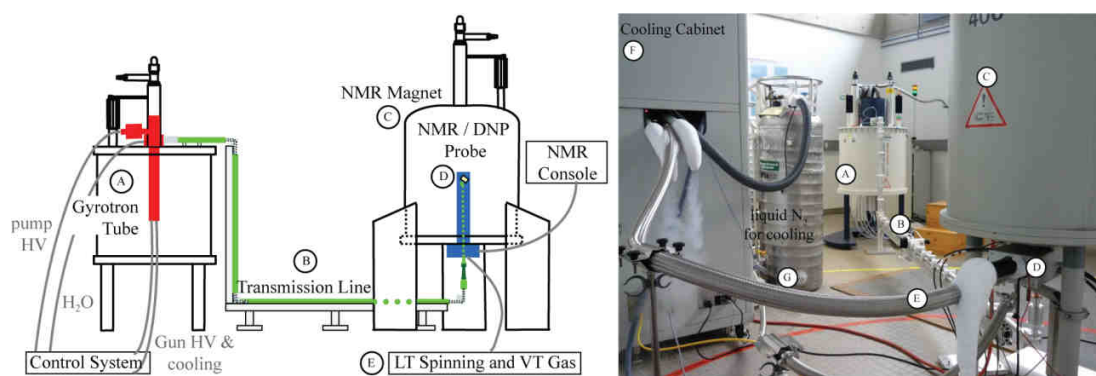 A
Gyrotron
Tube
pump
HV
H₂O
Gun HV &
cooling
Control System
B
Transmission Line
NMR Magnet
C
NMR / DNP
Probe
D
NMR
Console
E
LT Spinning and VT Gas
Cooling Cabinet
F
400
C
A
B
liquid N₂
for cooling
G
E
D